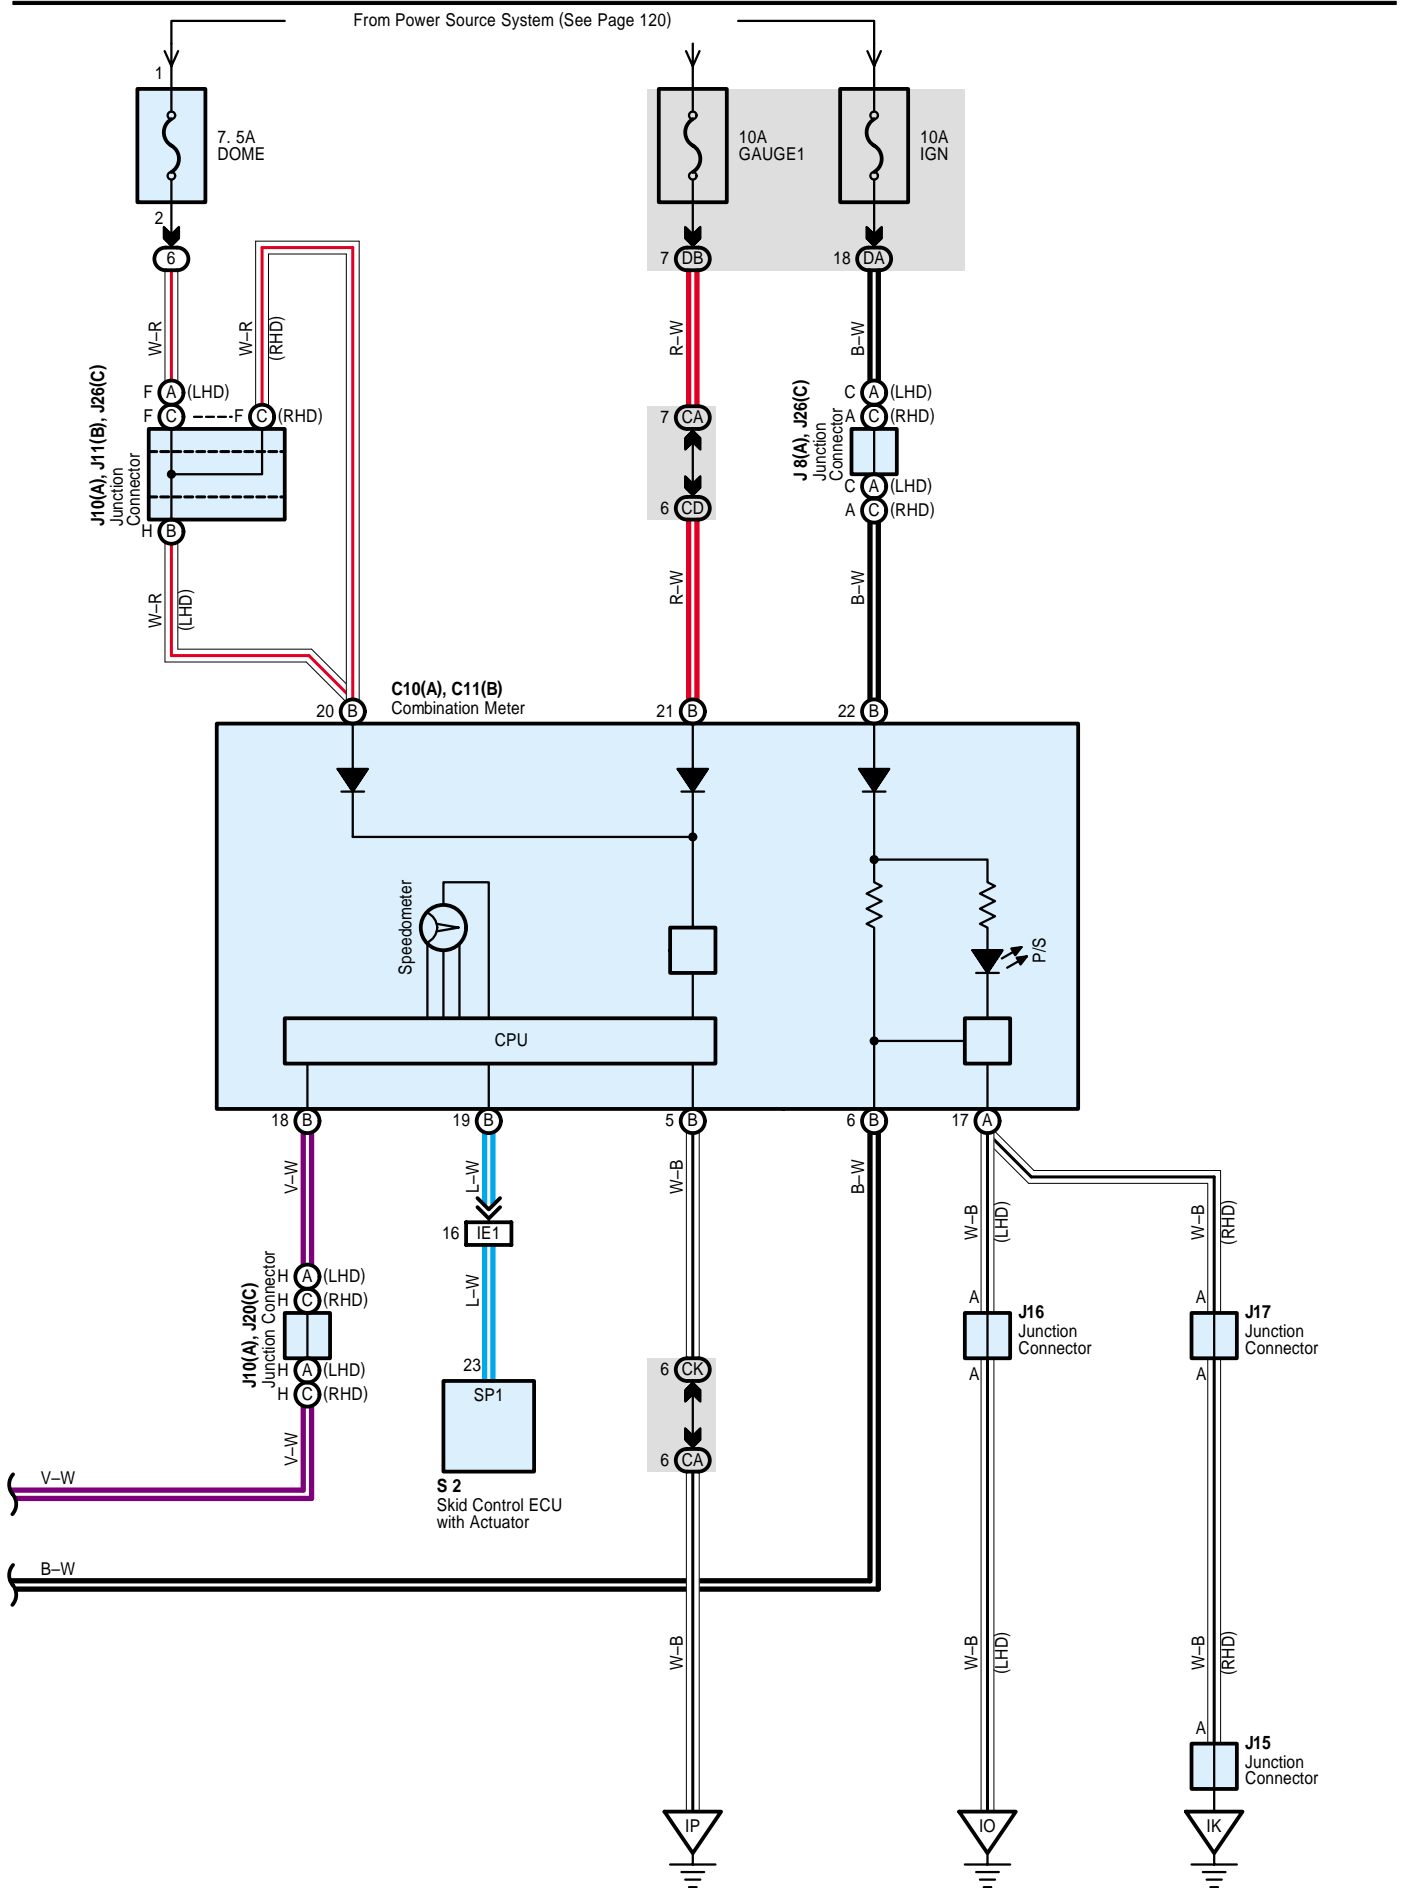 From Power Source System (See Page 120)
1
7. 5A
DOME
10A
GAUGE1
10A
IGN
2
6
7 DB
18 DA
W–R
W–R
(RHD)
R–W
B–W
F A (LHD)
F C F C (RHD)
J10(A), J11(B), J26(C)
Junction
Connector
H B
7 CA
6 CD
C A (LHD)
A C (RHD)
J 8(A), J26(C)
Junction
Connector
C A (LHD)
A C (RHD)
W–R
(LHD)
R–W
B–W
C10(A), C11(B)
Combination Meter
20 B
21 B
22 B
Speedometer
P/S
CPU
18 B
19 B
5 B
6 B
17 A
V–W
L–W
W–B
B–W
W–B
(LHD)
W–B
(RHD)
16 IE1
H A (LHD)
H C (RHD)
J10(A), J20(C)
Junction Connector
H A (LHD)
H C (RHD)
L–W
A
J16
Junction
Connector
A
A
J17
Junction
Connector
A
23
SP1
6 CK
6 CA
V–W
V–W
S 2
Skid Control ECU
with Actuator
B–W
W–B
W–B
(LHD)
W–B
(RHD)
A
J15
Junction
Connector
IP
IO
IK